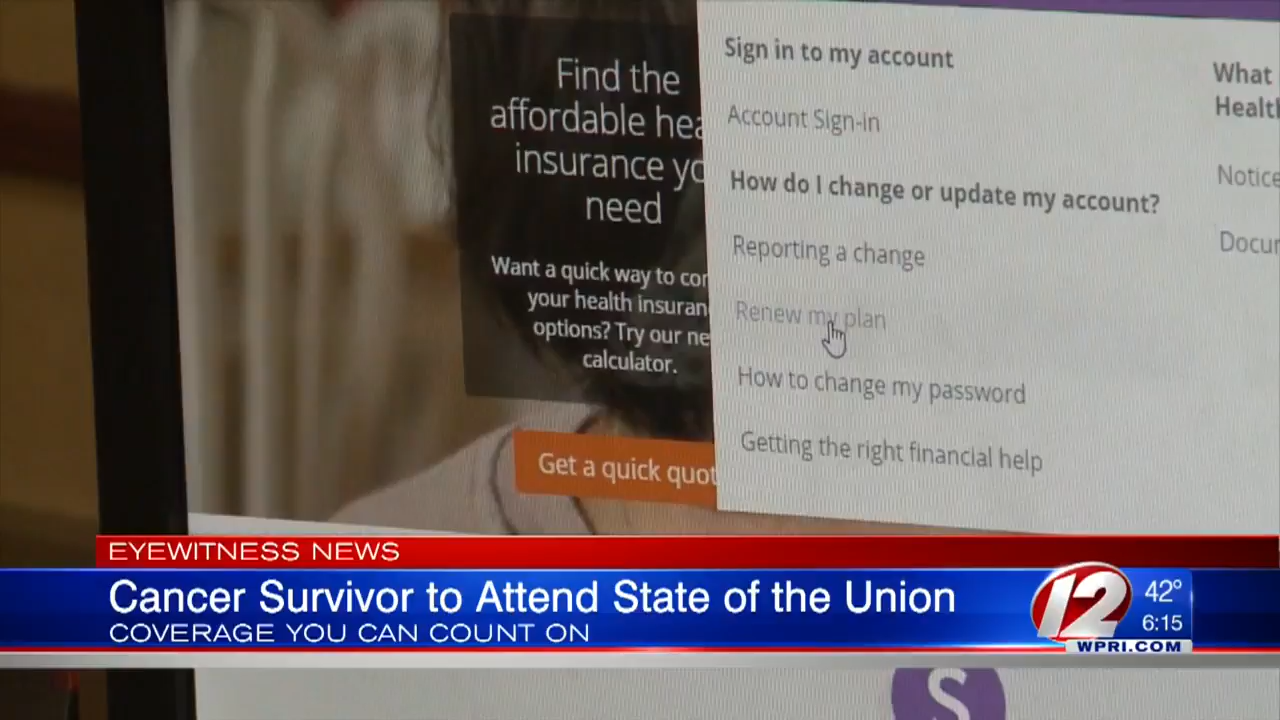 Find the
affordable hea
insurance yo
need
Want a quick way to con
your health insuran
options? Try our ne
calculator.
Get a quick quot
Sign in to my account
Account Sign-in
How do I change or update my account?
Reporting a change
Renew my plan
How to change my password
Getting the right financial help
What
Healt
Notice
Docur
EYEWITNESS NEWS
Cancer Survivor to Attend State of the Union
COVERAGE YOU CAN COUNT ON
12
42°
6:15
WPRI.COM
S